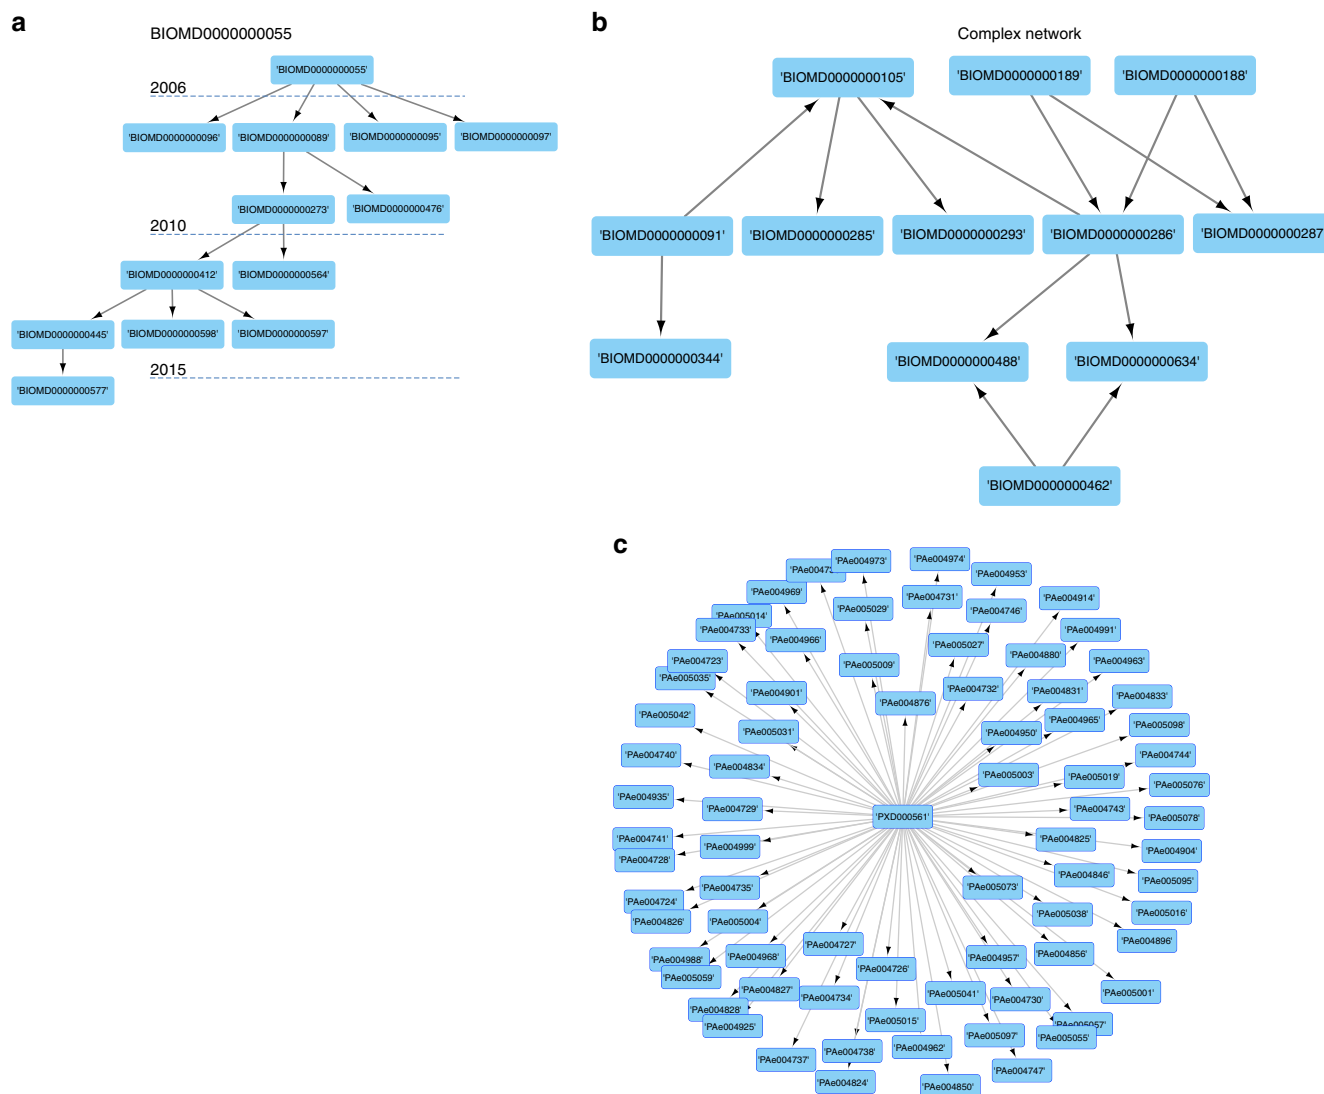 a
BIOMD0000000055
'BIOMD0000000055'
2006
'BIOMD0000000096' 'BIOMD0000000089' 'BIOMD0000000095' 'BIOMD0000000097'
'BIOMD0000000273' 'BIOMD0000000476'
2010
'BIOMD0000000412' 'BIOMD0000000564'
'BIOMD0000000445' 'BIOMD0000000598' 'BIOMD0000000597'
2015
'BIOMD0000000577'
b
Complex network
'BIOMD0000000105' 'BIOMD0000000189' 'BIOMD0000000188'
'BIOMD0000000091' 'BIOMD0000000285' 'BIOMD0000000293' 'BIOMD0000000286' 'BIOMD0000000287
'BIOMD0000000344' 'BIOMD0000000488' 'BIOMD0000000634'
'BIOMD0000000462'
c
'PAe004973' 'PAe004974'
'PAe004953'
'PAe004969' 'PAe004731' 'PAe004914'
'PAe005029' 'PAe004746'
'PAe005014'
'PAe004733' 'PAe004966' 'PAe005027' 'PAe004991'
'PAe004723' 'PAe005009' 'PAe004880' 'PAe004963'
'PAe005035' 'PAe004901' 'PAe004732' 'PAe004831' 'PAe004833'
'PAe004876'
'PAe005042' 'PAe005031' 'PAe004950' 'PAe004965' 'PAe005098'
'PAe004740' 'PAe004834' 'PAe005003' 'PAe005019' 'PAe004744'
'PAe005076'
'PAe004935' 'PAe004729' 'PXD000561' 'PAe004743' 'PAe005078'
'PAe004741' 'PAe004999' 'PAe004825' 'PAe004904'
'PAe004728'
'PAe004735' 'PAe005073' 'PAe004846' 'PAe005095'
'PAe004724' 'PAe005038' 'PAe005016'
'PAe004826' 'PAe005004'
'PAe004727' 'PAe004896'
'PAe004988' 'PAe004968' 'PAe004726' 'PAe004957' 'PAe004856'
'PAe005059'
'PAe004827' 'PAe004734' 'PAe005041' 'PAe004730' 'PAe005001'
'PAe004828' 'PAe005015' 'PAe005057'
'PAe004925' 'PAe005097' 'PAe005055'
'PAe004737' 'PAe004738' 'PAe004962'
'PAe004747'
'PAe004824' 'PAe004850'